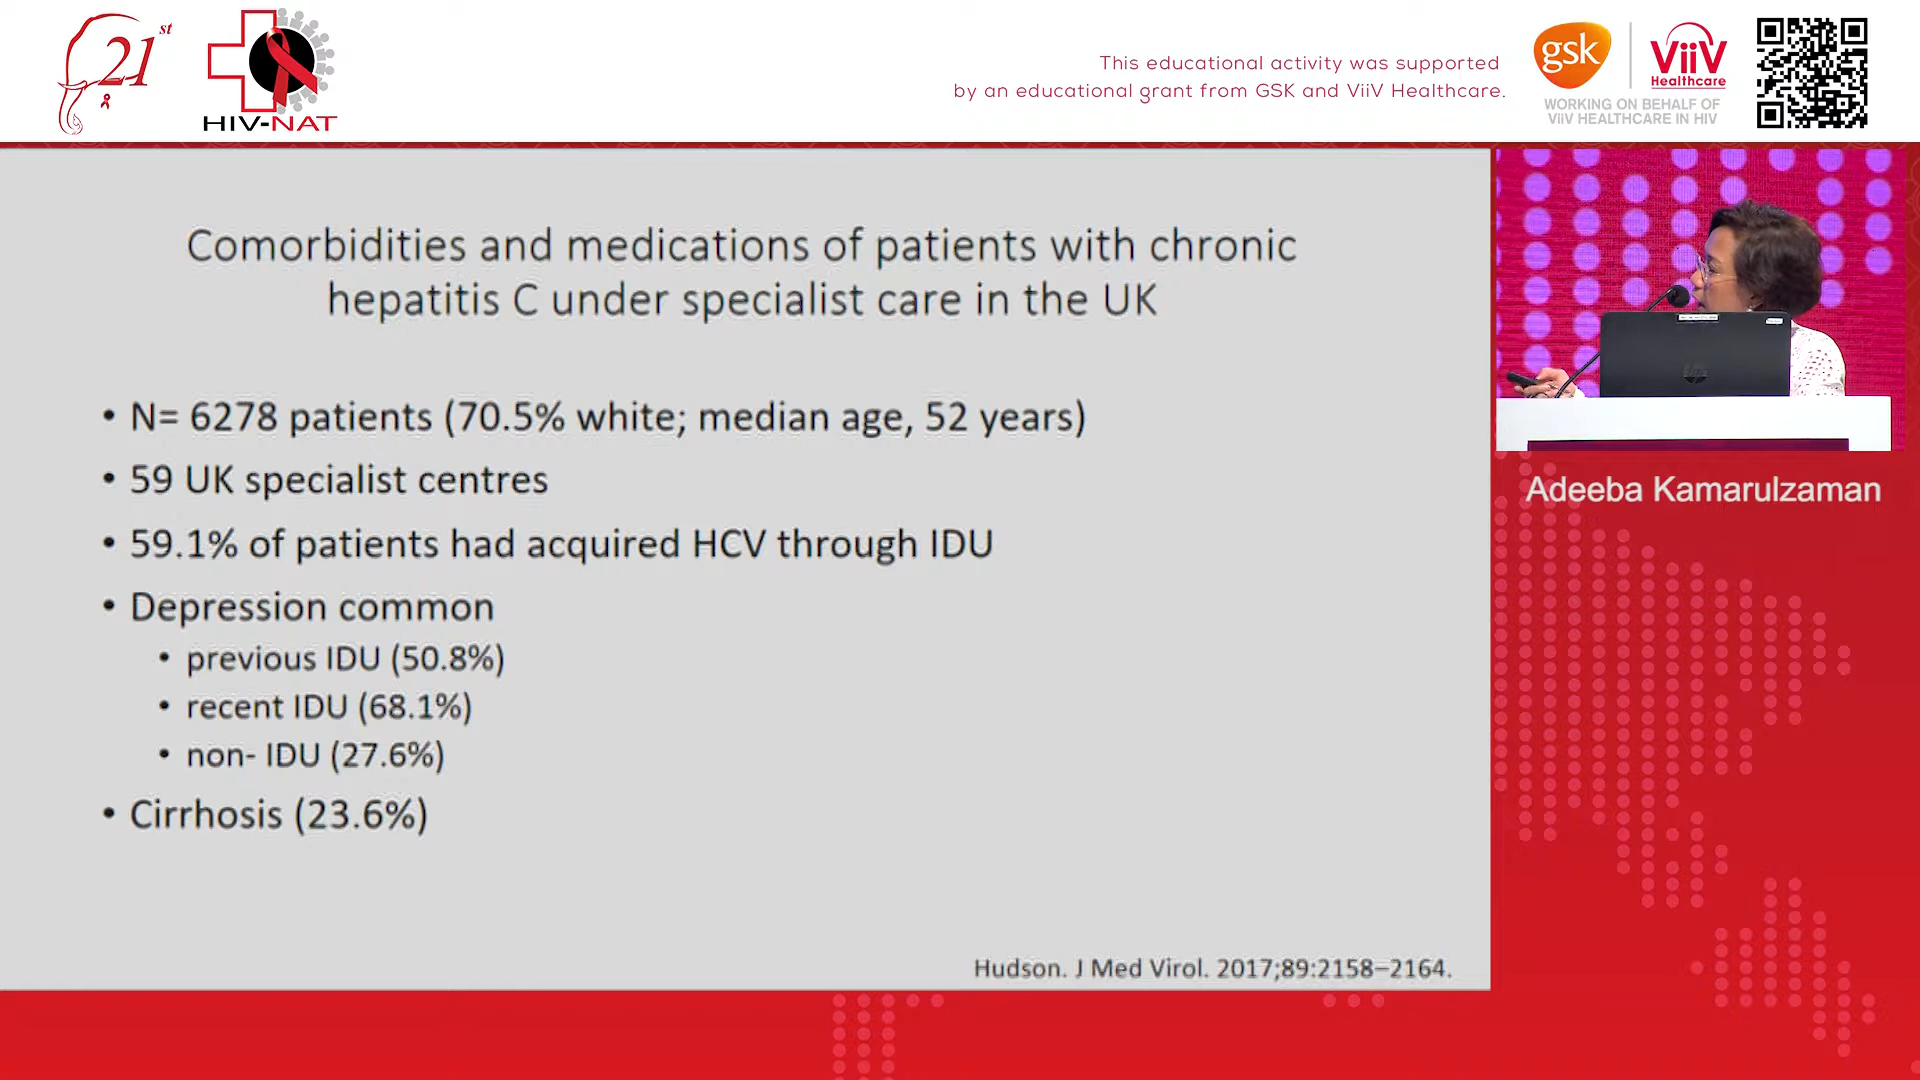 21st
HIV-NAT
This educational activity was supported
by an educational grant from GSK and ViiV Healthcare.
gsk
ViiV
Healthcare
WORKING ON BEHALF OF
ViiV HEALTHCARE IN HIV
Comorbidities and medications of patients with chronic
hepatitis C under specialist care in the UK
• N= 6278 patients (70.5% white; median age, 52 years)
• 59 UK specialist centres
• 59.1% of patients had acquired HCV through IDU
• Depression common
• previous IDU (50.8%)
• recent IDU (68.1%)
• non- IDU (27.6%)
• Cirrhosis (23.6%)
Hudson. J Med Virol. 2017;89:2158–2164.
hp
Adeeba Kamarulzaman